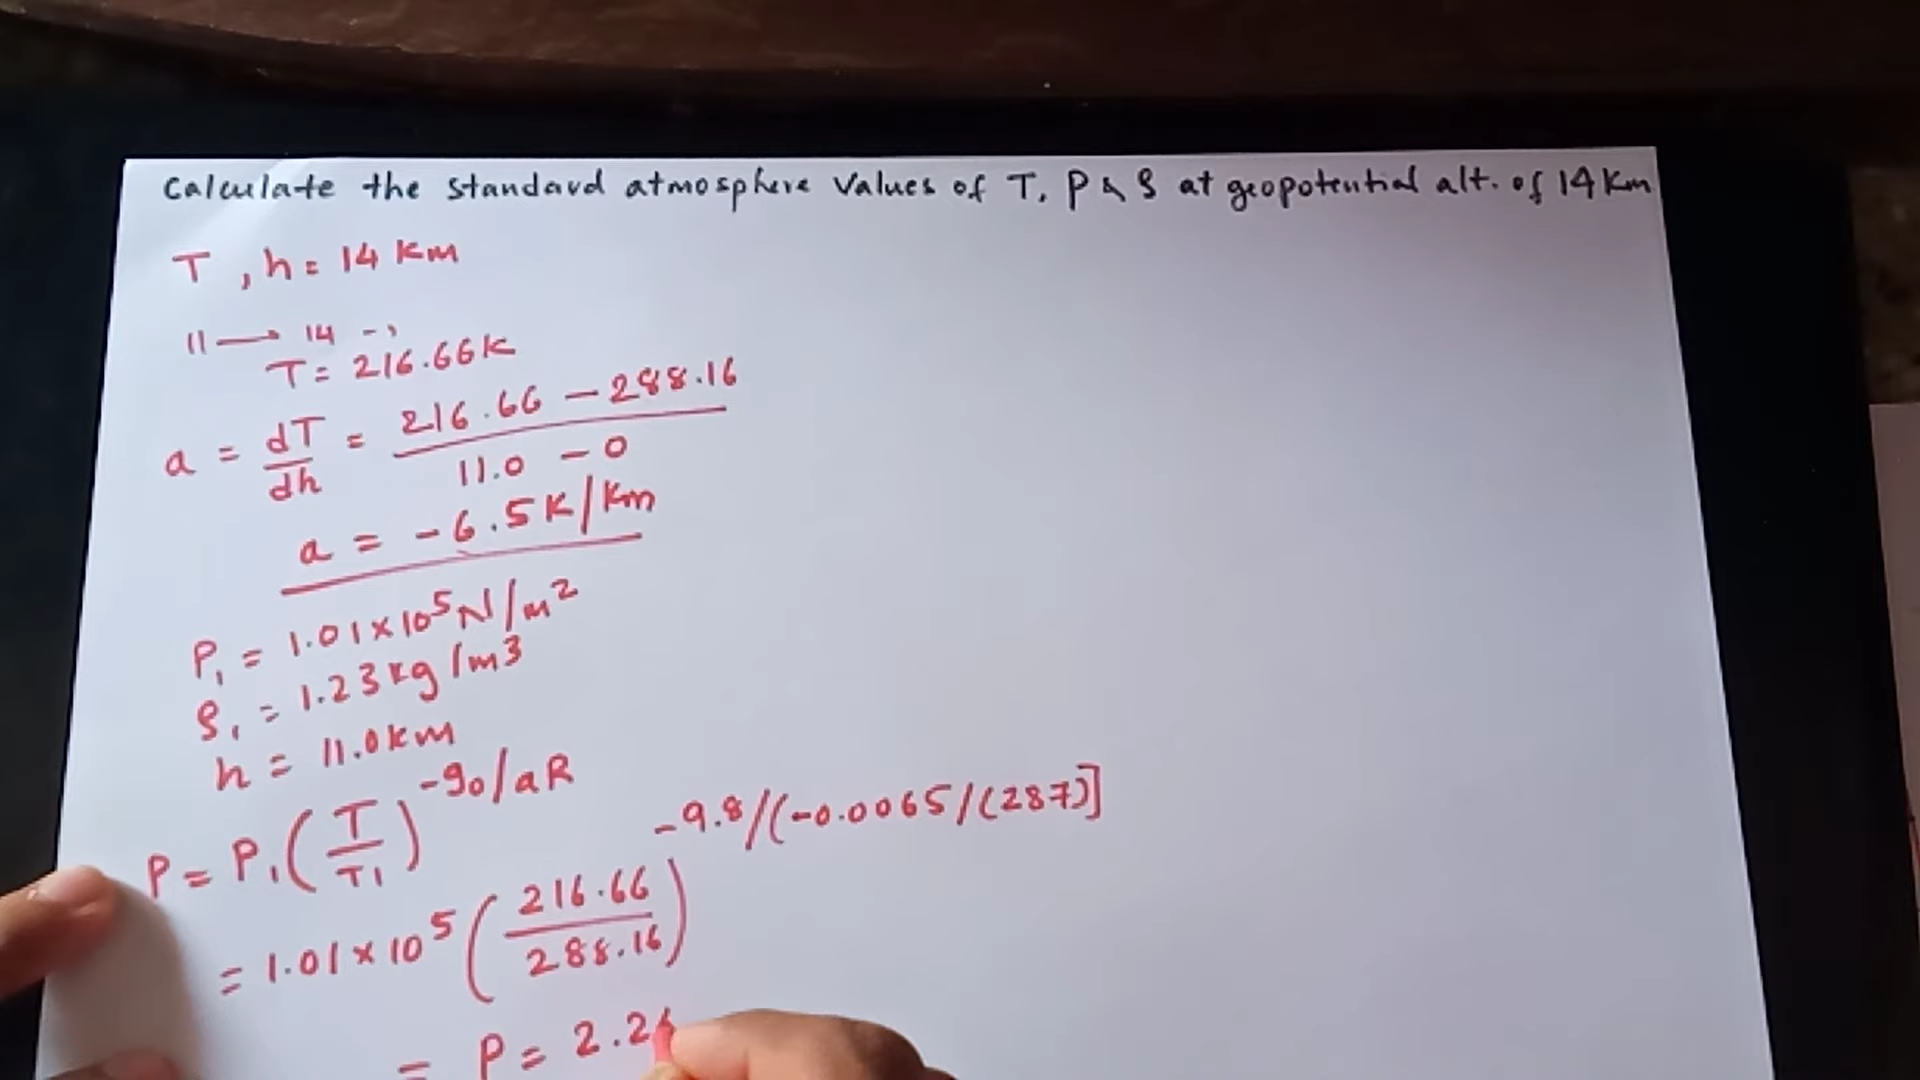 Calculate the standard atmosphere values of T, P & ρ at geopotential alt. of 14 Km
T , h = 14 Km
11 → 14 -,
T = 216.66K
a = dT/dh = 216.66 - 288.16 / 11.0 - 0
a = -6.5K/Km
P₁ = 1.01 × 10⁵ N/m²
ρ₁ = 1.23 kg/m³
h = 11.0km
P = P₁ (T/T1)^-g₀/aR
= 1.01 × 10⁵ (216.66/288.16)^-9.8/(-0.0065/(287)]
= P = 2.2